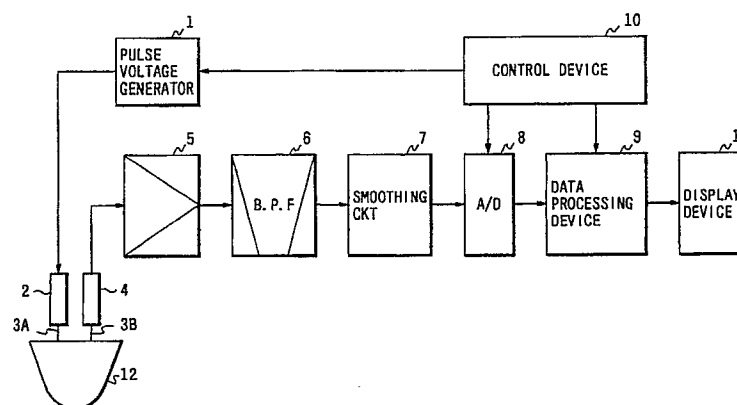 1
PULSE
VOLTAGE
GENERATOR
10
CONTROL DEVICE
5
6
B.P.F
7
SMOOTHING
CKT
8
A/D
9
DATA
PROCESSING
DEVICE
1
DISPLAY
DEVICE
2
4
3A
3B
12